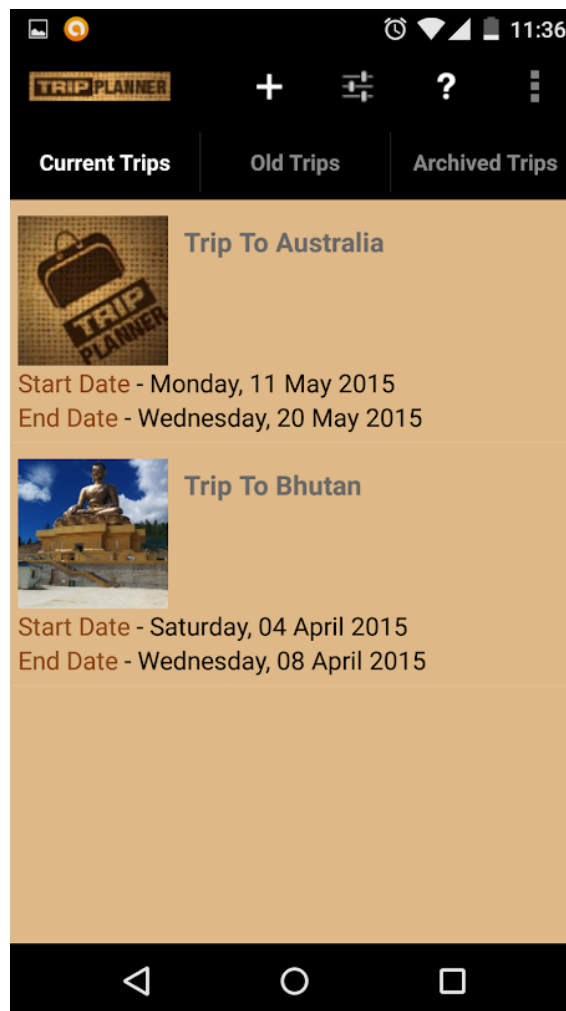 11:36
TRIP PLANNER
?
Current Trips
Old Trips
Archived Trips
TRIP
PLANNER
Trip To Australia
Start Date - Monday, 11 May 2015
End Date - Wednesday, 20 May 2015
Trip To Bhutan
Start Date - Saturday, 04 April 2015
End Date - Wednesday, 08 April 2015